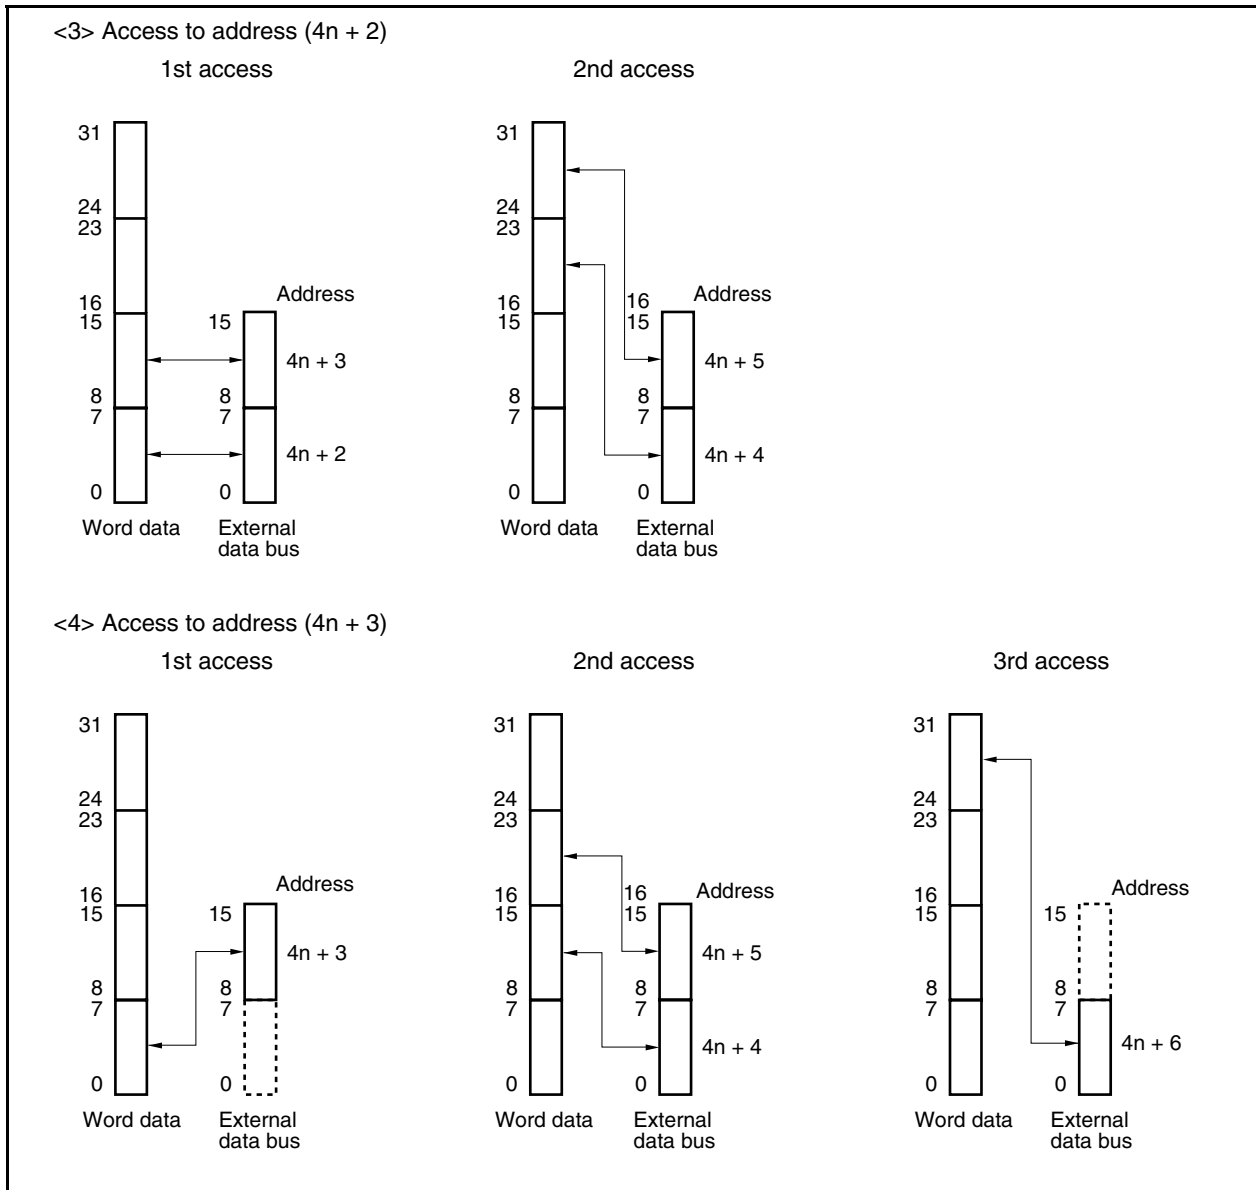 <3> Access to address (4n + 2)
1st access
2nd access
31
24
23
16
15
8
7
0
15
8
7
0
Address
4n + 3
4n + 2
Word data
External
data bus
31
24
23
16
15
8
7
0
16
15
8
7
0
Address
4n + 5
4n + 4
Word data
External
data bus
<4> Access to address (4n + 3)
1st access
2nd access
3rd access
31
24
23
16
15
8
7
0
15
8
7
0
Address
4n + 3
Word data
External
data bus
31
24
23
16
15
8
7
0
16
15
8
7
0
Address
4n + 5
4n + 4
Word data
External
data bus
31
24
23
16
15
8
7
0
15
8
7
0
Address
4n + 6
Word data
External
data bus